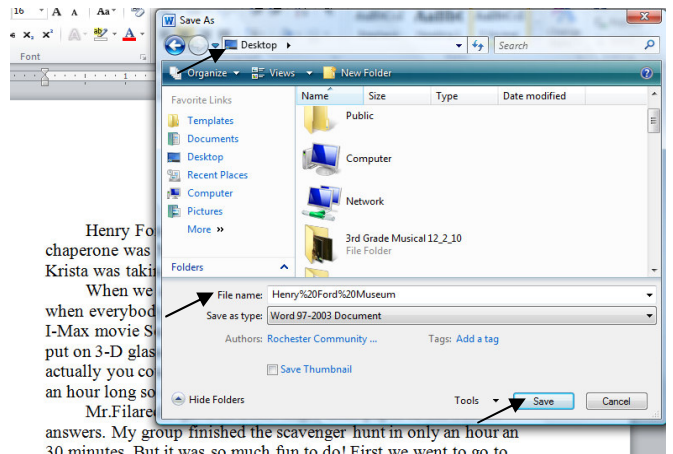 16 A A Aa
x, x² A ab A
Font
Save As
Desktop
Search
Organize Views New Folder
Favorite Links
Name Size Type Date modified
Templates
Documents
Desktop
Recent Places
Computer
Pictures
More »
Folders
Public
Computer
Network
3rd Grade Musical 12_2_10
File Folder
File name: Henry%20Ford%20Museum
Save as type: Word 97-2003 Document
Authors: Rochester Community ... Tags: Add a tag
Save Thumbnail
Hide Folders Tools Save Cancel
Henry Fo
chaperone was
Krista was takin
When we
when everybod
I-Max movie S
put on 3-D glas
actually you co
an hour long so
Mr.Filare
answers. My group finished the scavenger hunt in only an hour an
30 minutes. But it was so much fun to do! First we went to go to